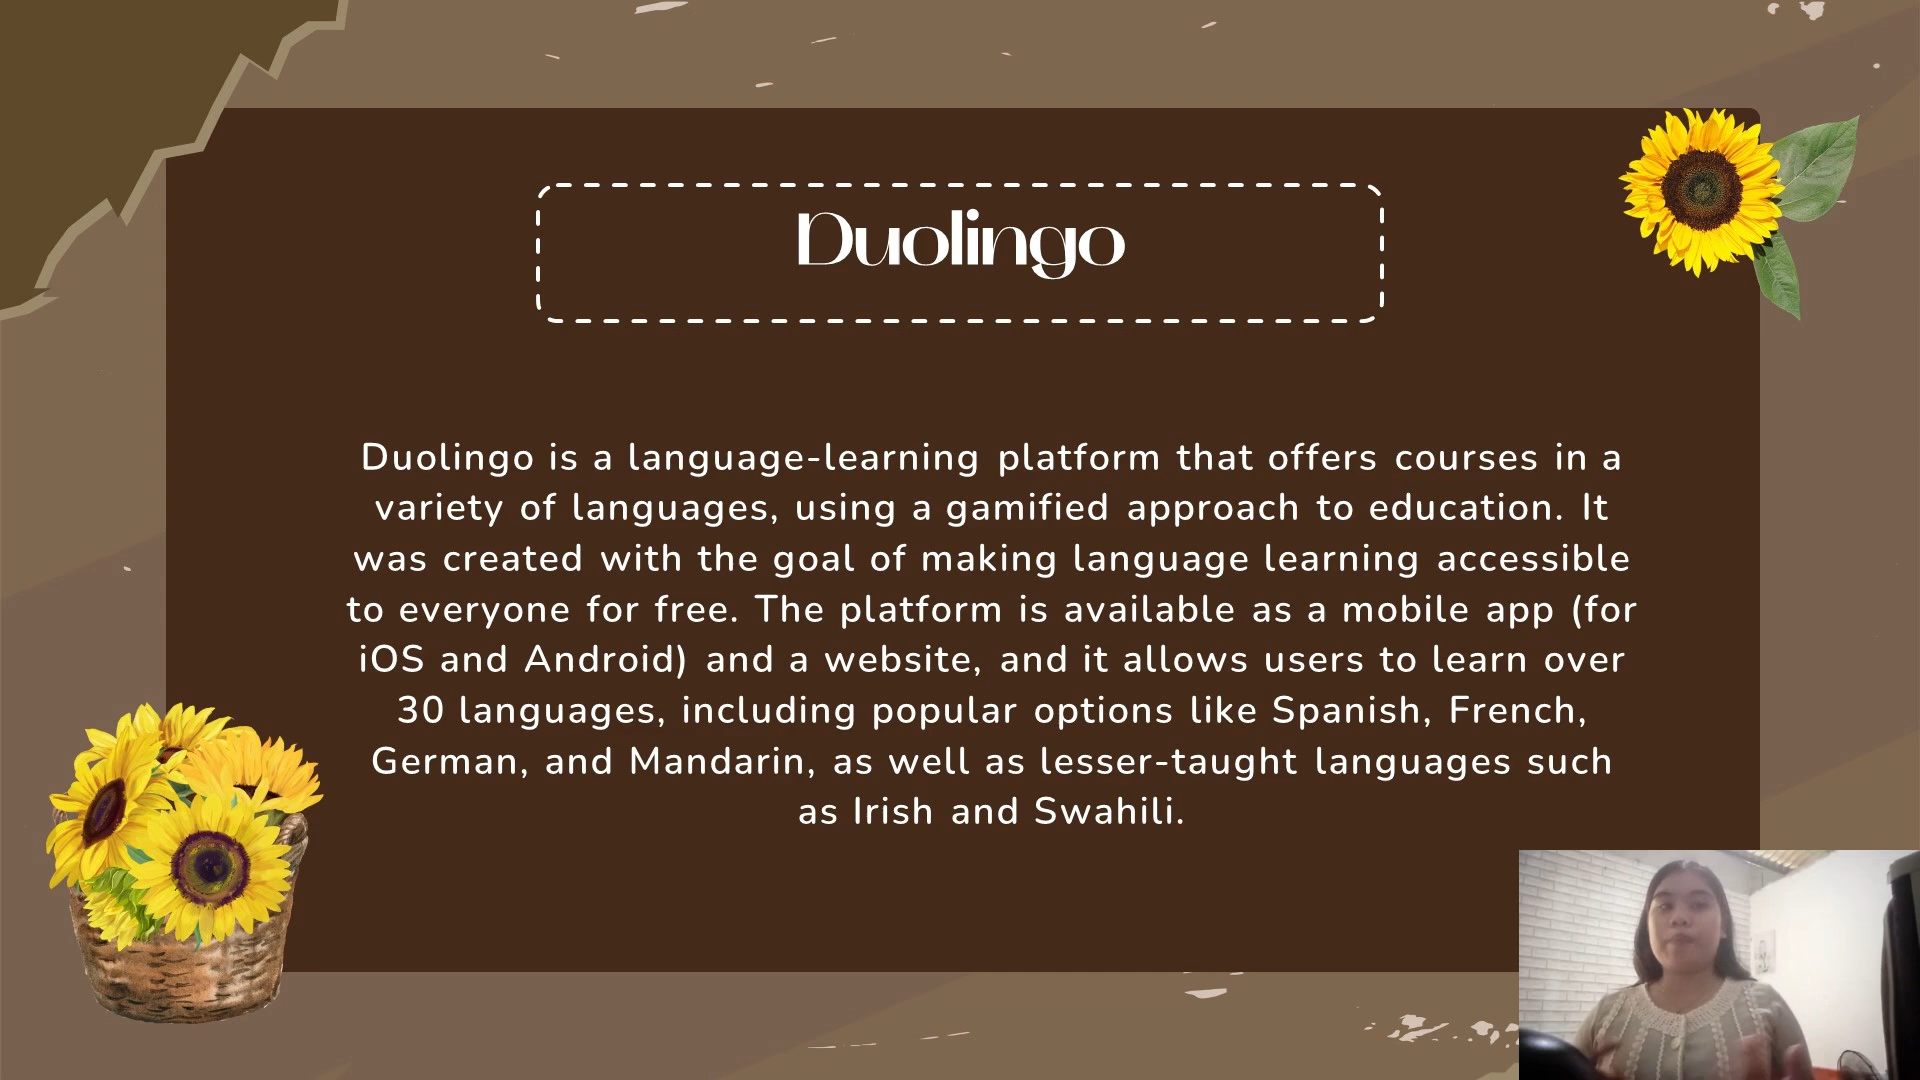 Duolingo
Duolingo is a language-learning platform that offers courses in a
variety of languages, using a gamified approach to education. It
was created with the goal of making language learning accessible
to everyone for free. The platform is available as a mobile app (for
iOS and Android) and a website, and it allows users to learn over
30 languages, including popular options like Spanish, French,
German, and Mandarin, as well as lesser-taught languages such
as Irish and Swahili.